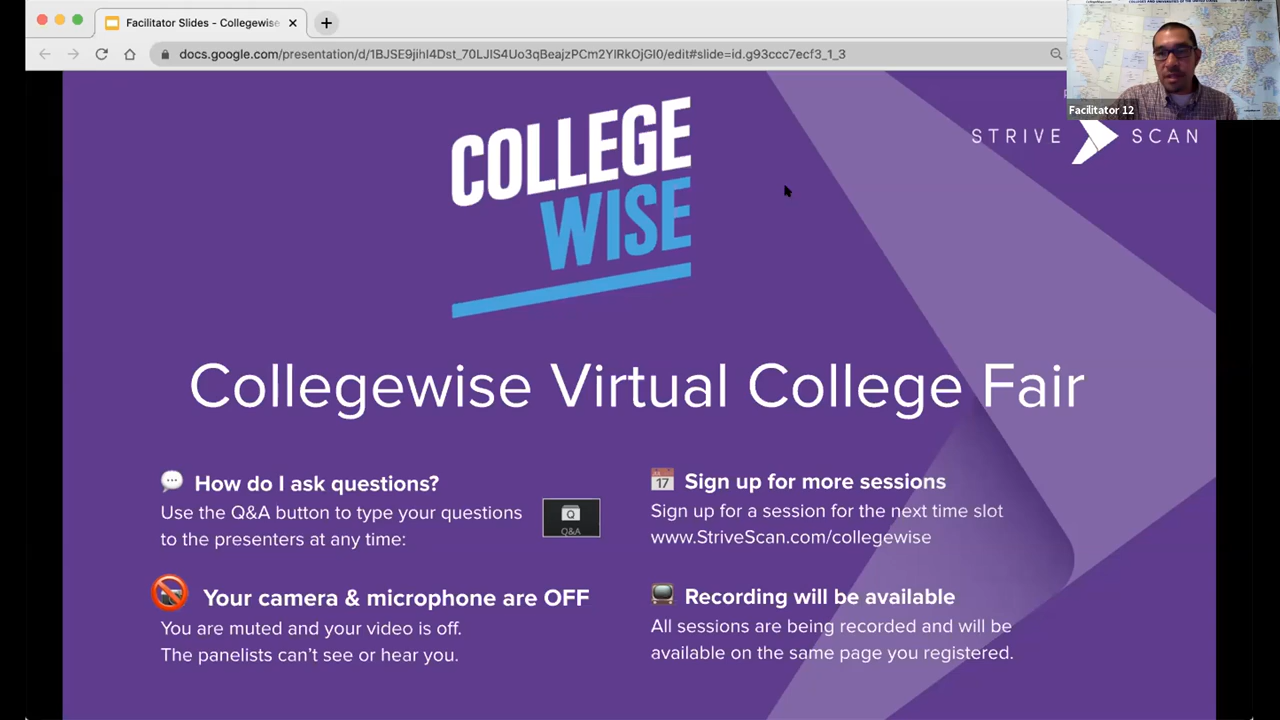 Facilitator Slides - Collegewise
docs.google.com/presentation/d/1BJSE9jihI4Dst_70LJIS4Uo3qBeajzPCm2YlRkOjGI0/edit#slide=id.g93ccc7ecf3_1_3
Facilitator 12
STRIVE SCAN
COLLEGE
WISE
Collegewise Virtual College Fair
How do I ask questions?
Use the Q&A button to type your questions
to the presenters at any time:
Q
Q&A
Your camera & microphone are OFF
You are muted and your video is off.
The panelists can't see or hear you.
17
Sign up for more sessions
Sign up for a session for the next time slot
www.StriveScan.com/collegewise
Recording will be available
All sessions are being recorded and will be
available on the same page you registered.